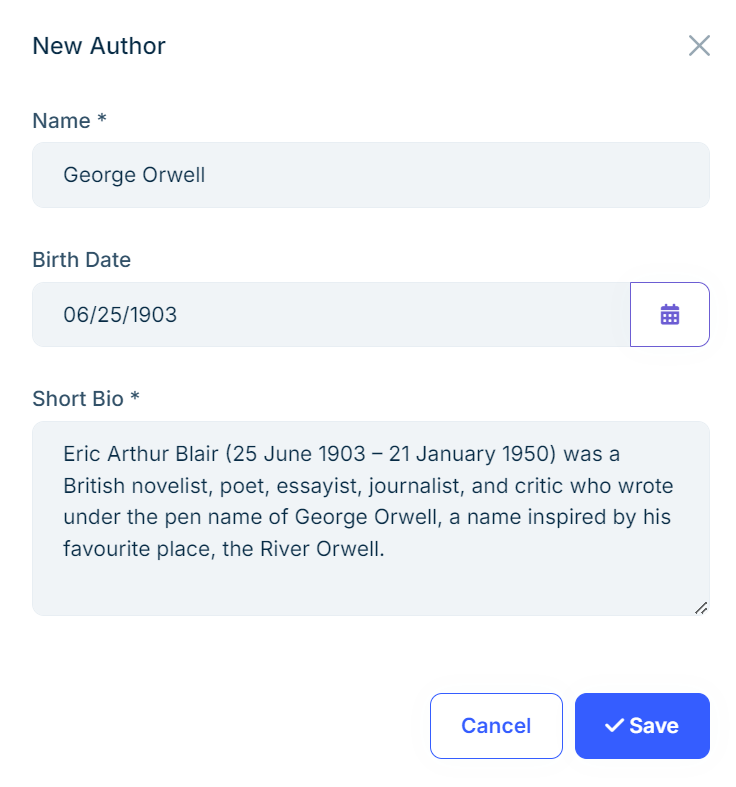 New Author
Name *
George Orwell
Birth Date
06/25/1903
Short Bio *
Eric Arthur Blair (25 June 1903 – 21 January 1950) was a
British novelist, poet, essayist, journalist, and critic who wrote
under the pen name of George Orwell, a name inspired by his
favourite place, the River Orwell.
Cancel
Save